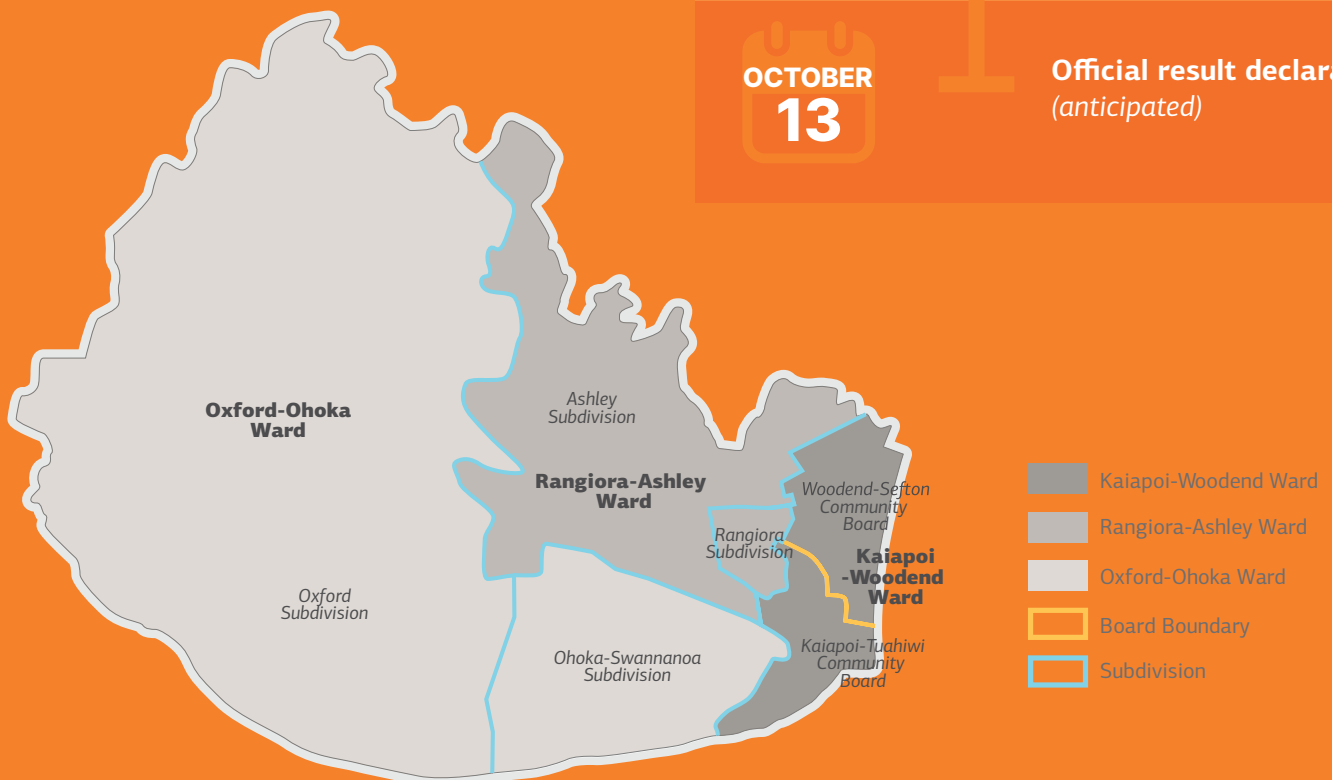 OCTOBER
13
Official result declara
(anticipated)
Oxford-Ohoka
Ward
Ashley
Subdivision
Rangiora-Ashley
Ward
Woodend-Sefton
Community
Board
Rangiora
Subdivision
Kaiapoi
-Woodend
Ward
Oxford
Subdivision
Ohoka-Swannanoa
Subdivision
Kaiapoi-Tuahiwi
Community
Board
Kaiapoi-Woodend Ward
Rangiora-Ashley Ward
Oxford-Ohoka Ward
Board Boundary
Subdivision